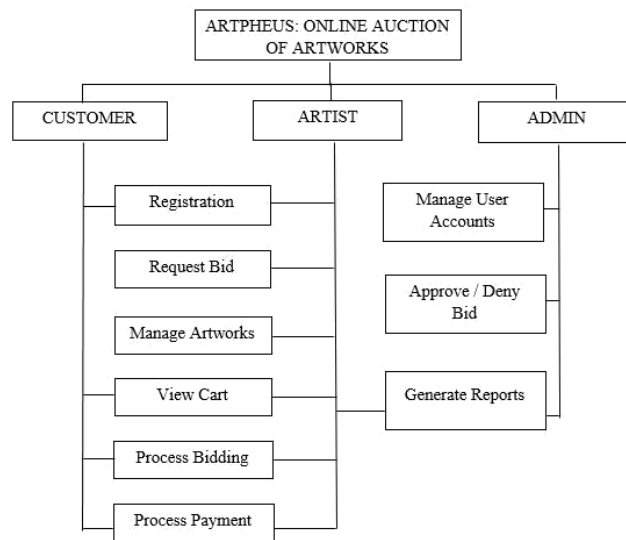 ARTPHEUS: ONLINE AUCTION
OF ARTWORKS
CUSTOMER
ARTIST
ADMIN
Registration
Request Bid
Manage Artworks
View Cart
Process Bidding
Process Payment
Manage User
Accounts
Approve / Deny
Bid
Generate Reports